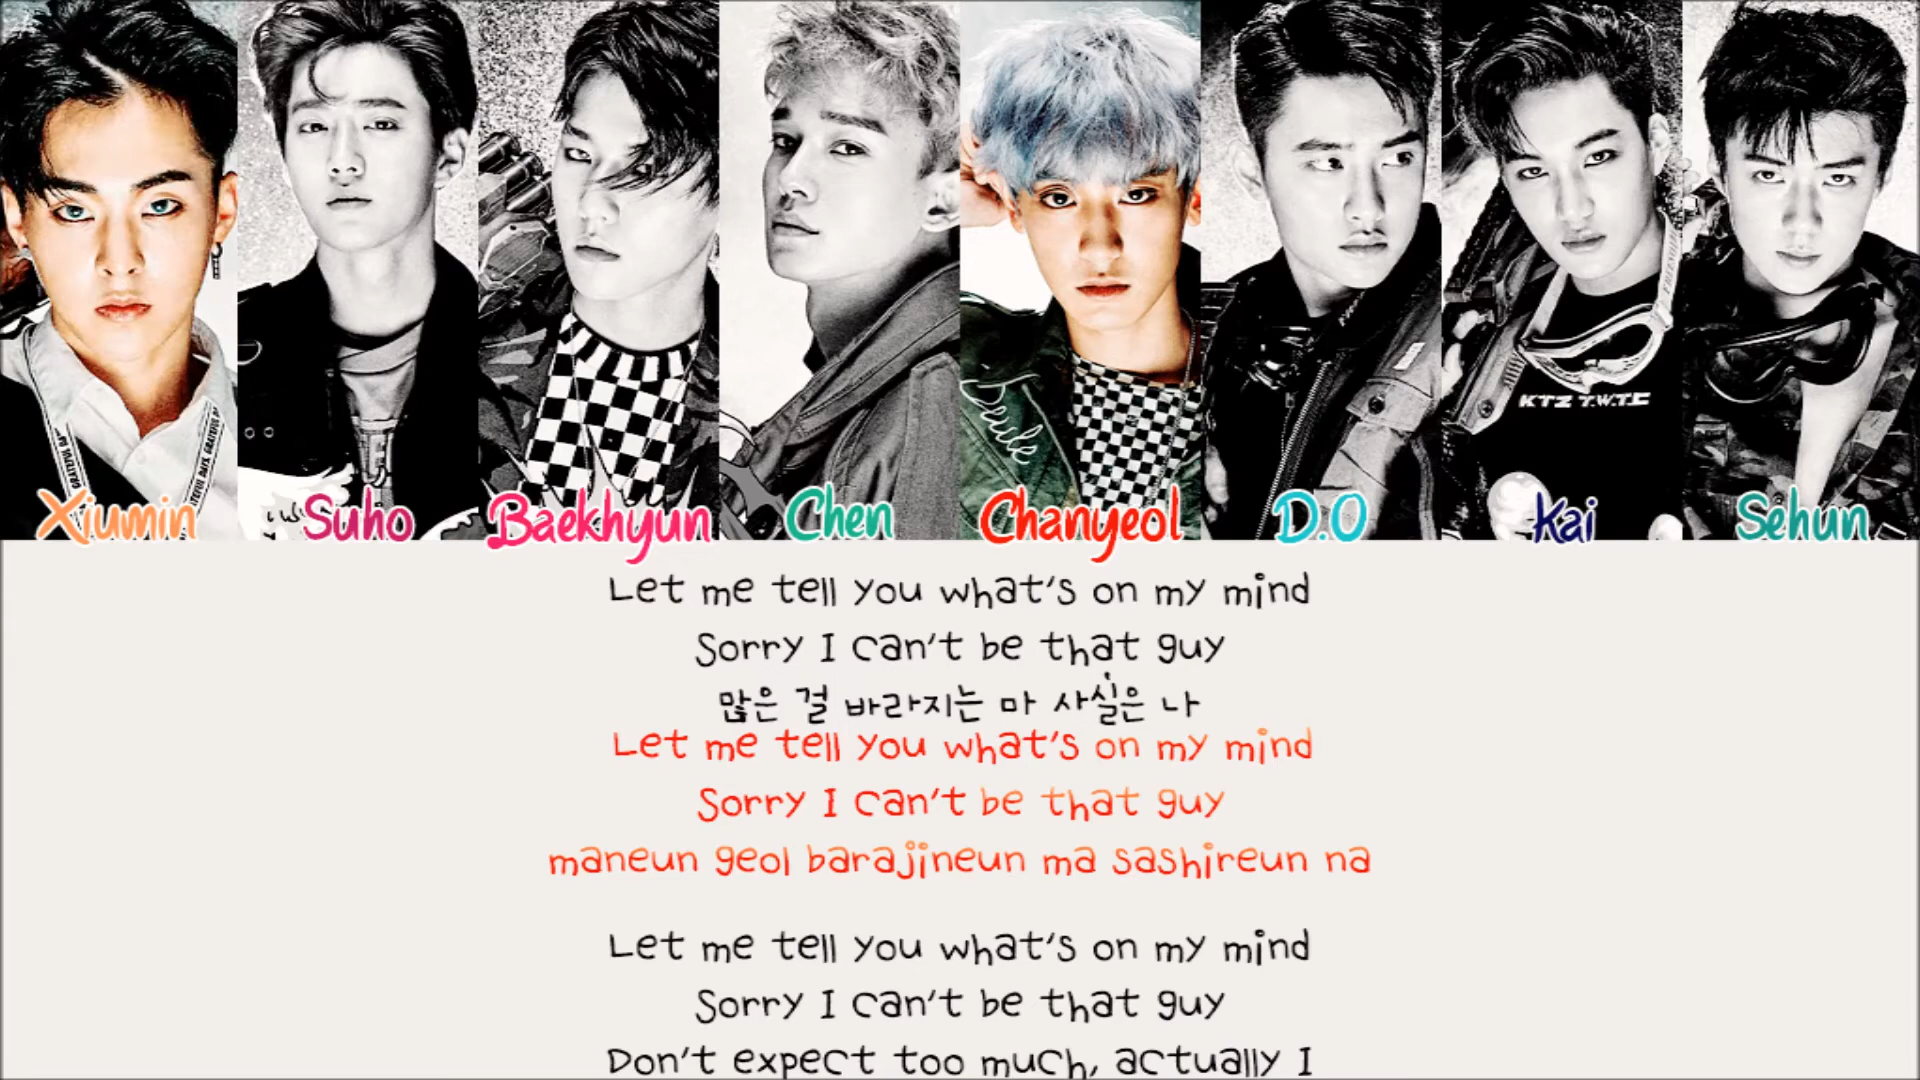 KTZ T.W.T.C
Xiumin
Suho
Baekhyun
Chen
Chanyeol
D.O
Kai
Sehun
Let me tell you what's on my mind
Sorry I can't be that guy
많은 걸 바라지는 마 사실은 나
Let me tell you what's on my mind
Sorry I can't be that guy
maneun geol barajineun ma sashireun na
Let me tell you what's on my mind
Sorry I can't be that guy
Don't expect too much, actually I